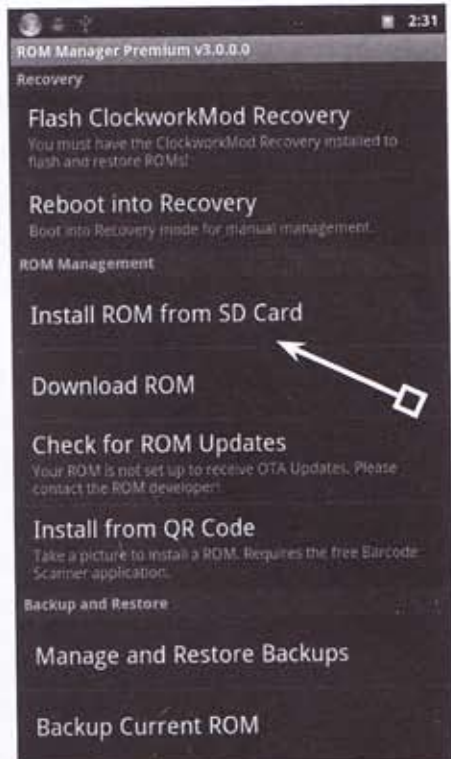 2:31
ROM Manager Premium v3.0.0.0
Recovery
Flash ClockworkMod Recovery
You must have the ClockworkMod Recovery installed to
flash and restore ROMs!
Reboot into Recovery
Boot into Recovery mode for manual management.
ROM Management
Install ROM from SD Card
Download ROM
Check for ROM Updates
Your ROM is not set up to receive OTA Updates. Please
contact the ROM developer!
Install from QR Code
Take a picture to install a ROM. Requires the free Barcode
Scanner application.
Backup and Restore
Manage and Restore Backups
Backup Current ROM